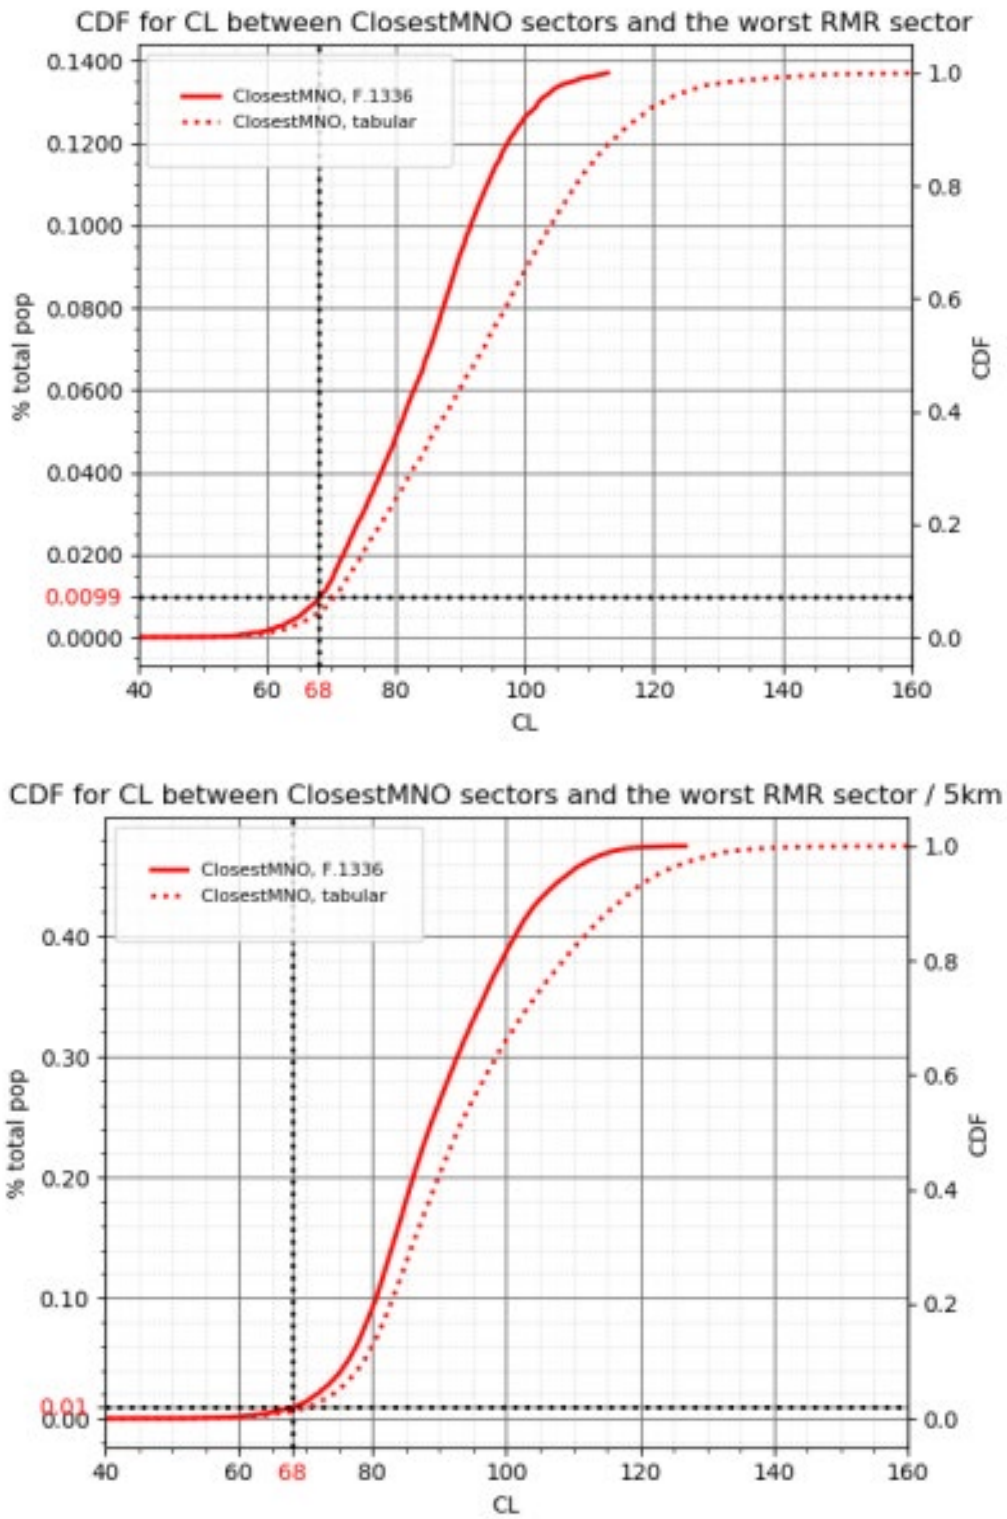 CDF for CL between ClosestMNO sectors and the worst RMR sector
ClosestMNO, F.1336
ClosestMNO, tabular
% total pop
0.1400
0.1200
0.1000
0.0800
0.0600
0.0400
0.0200
0.0099
0.0000
1.0
0.8
0.6
0.4
0.2
0.0
CDF
40 60 68 80 100 120 140 160
CL
CDF for CL between ClosestMNO sectors and the worst RMR sector / 5km
ClosestMNO, F.1336
ClosestMNO, tabular
% total pop
0.40
0.30
0.20
0.10
0.01
0.00
1.0
0.8
0.6
0.4
0.2
0.0
CDF
40 60 68 80 100 120 140 160
CL